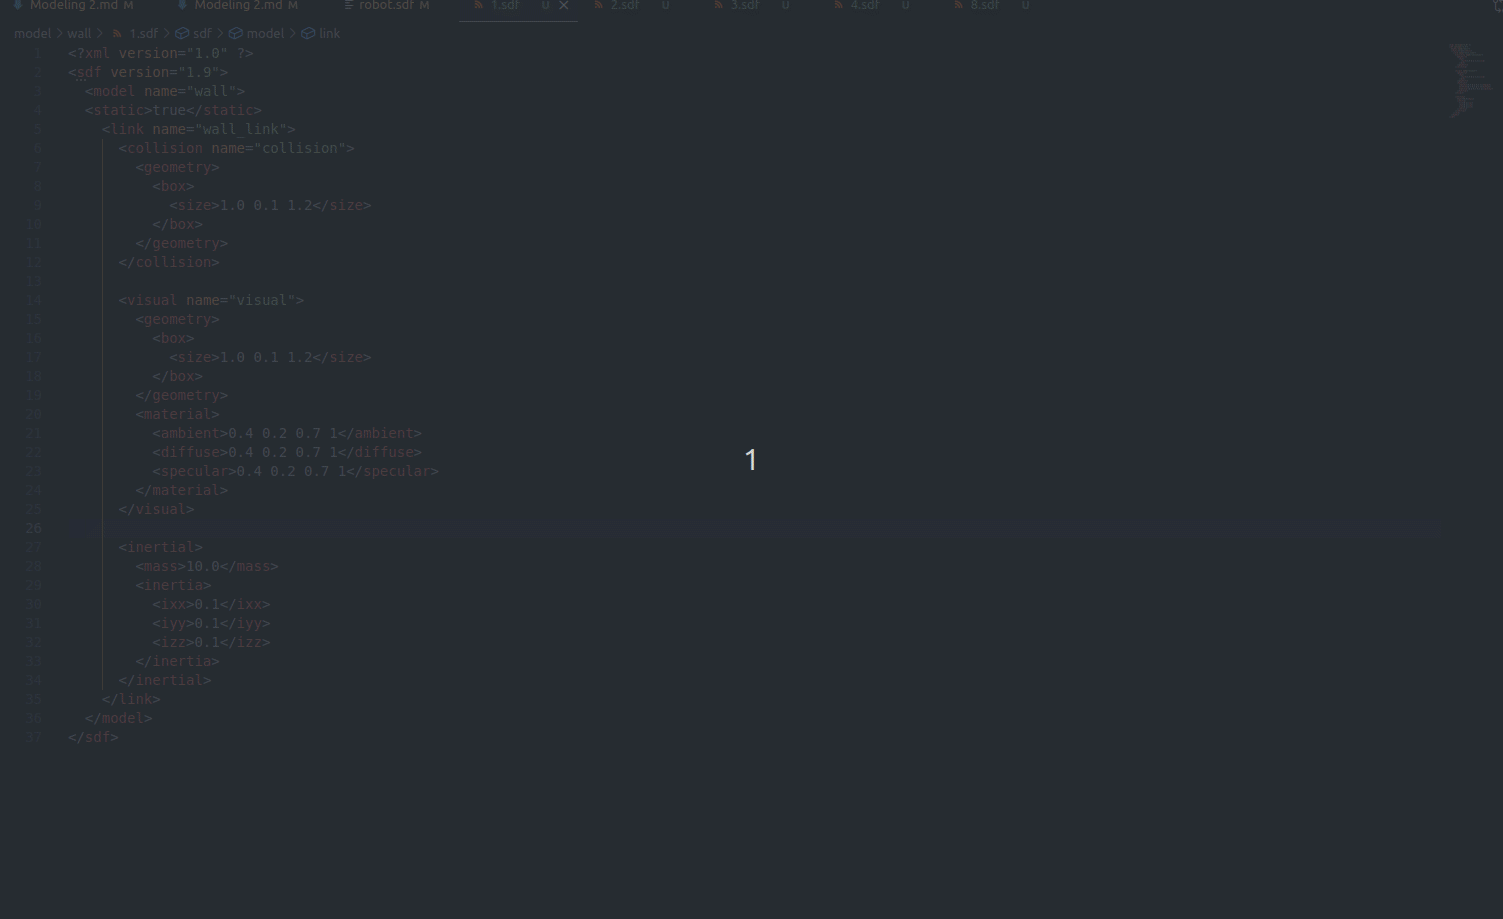 Modeling 2.md M Modeling 2.md M robot.sdf M 1.sdf U 2.sdf U 3.sdf U 4.sdf U 8.sdf U
model > wall > 1.sdf > sdf > model > link
1 <?xml version="1.0" ?>
2 <sdf version="1.9">
3 <model name="wall">
4 <static>true</static>
5 <link name="wall_link">
6 <collision name="collision">
7 <geometry>
8 <box>
9 <size>1.0 0.1 1.2</size>
10 </box>
11 </geometry>
12 </collision>
13
14 <visual name="visual">
15 <geometry>
16 <box>
17 <size>1.0 0.1 1.2</size>
18 </box>
19 </geometry>
20 <material>
21 <ambient>0.4 0.2 0.7 1</ambient>
22 <diffuse>0.4 0.2 0.7 1</diffuse>
23 <specular>0.4 0.2 0.7 1</specular>
24 </material>
25 </visual>
26
27 <inertial>
28 <mass>10.0</mass>
29 <inertia>
30 <ixx>0.1</ixx>
31 <iyy>0.1</iyy>
32 <izz>0.1</izz>
33 </inertia>
34 </inertial>
35 </link>
36 </model>
37 </sdf>
1